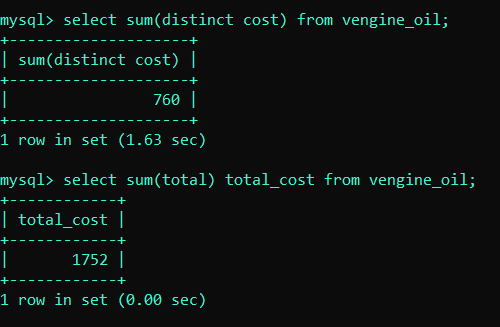 mysql> select sum(distinct cost) from vengine_oil;
+--------------------+
| sum(distinct cost) |
+--------------------+
|                760 |
+--------------------+
1 row in set (1.63 sec)

mysql> select sum(total) total_cost from vengine_oil;
+------------+
| total_cost |
+------------+
|       1752 |
+------------+
1 row in set (0.00 sec)